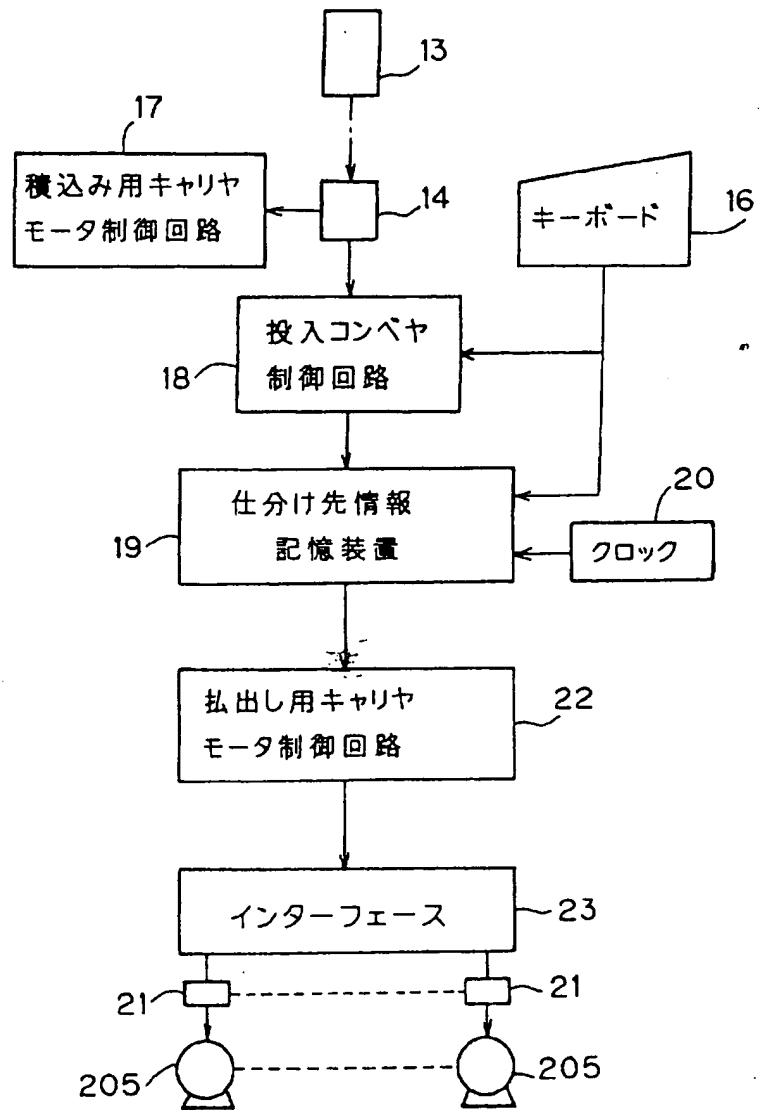 13
17
積込み用キャリヤ
モータ制御回路
14
キーボード
16
投入コンベヤ
制御回路
18
仕分け先情報
記憶装置
19
20
クロック
払出し用キャリヤ
モータ制御回路
22
インターフェース
23
21
21
205
205